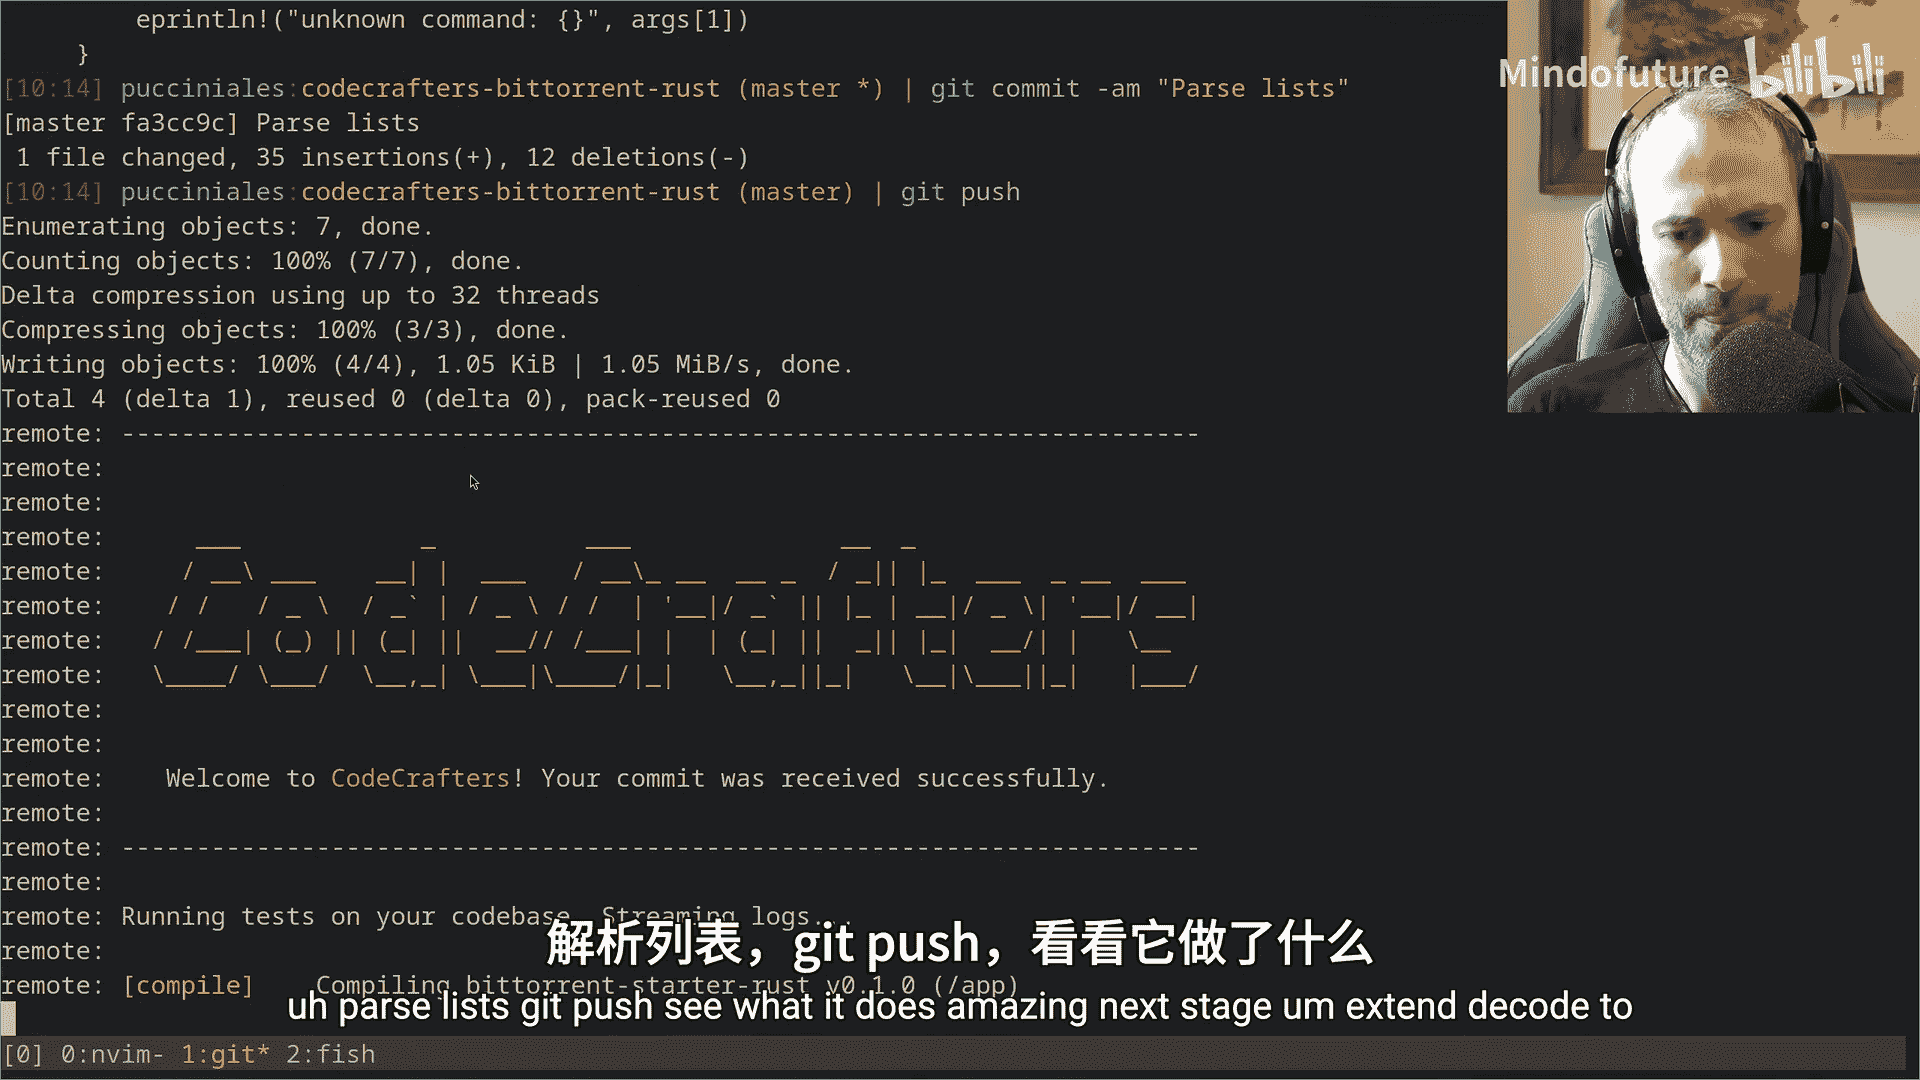 eprintln!("unknown command: {}", args[1])
}
[10:14] pucciniales:codecrafters-bittorrent-rust (master *) | git commit -am "Parse lists"
[master fa3cc9c] Parse lists
1 file changed, 35 insertions(+), 12 deletions(-)
[10:14] pucciniales:codecrafters-bittorrent-rust (master) | git push
Enumerating objects: 7, done.
Counting objects: 100% (7/7), done.
Delta compression using up to 32 threads
Compressing objects: 100% (3/3), done.
Writing objects: 100% (4/4), 1.05 KiB | 1.05 MiB/s, done.
Total 4 (delta 1), reused 0 (delta 0), pack-reused 0
remote: ------------------------------------------------------------------------
remote:
remote:
remote:
remote:
remote: CodeCrafters
remote:
remote:
remote:
remote:
remote: Welcome to CodeCrafters! Your commit was received successfully.
remote:
remote: ------------------------------------------------------------------------
remote:
remote: Running tests on your codebase. Streaming logs...
remote:
remote: [compile] Compiling bittorrent-starter-rust v0.1.0 (/app)
解析列表，git push，看看它做了什么
uh parse lists git push see what it does amazing next stage um extend decode to
[0] 0:nvim- 1:git* 2:fish
Mindofuture bilibili